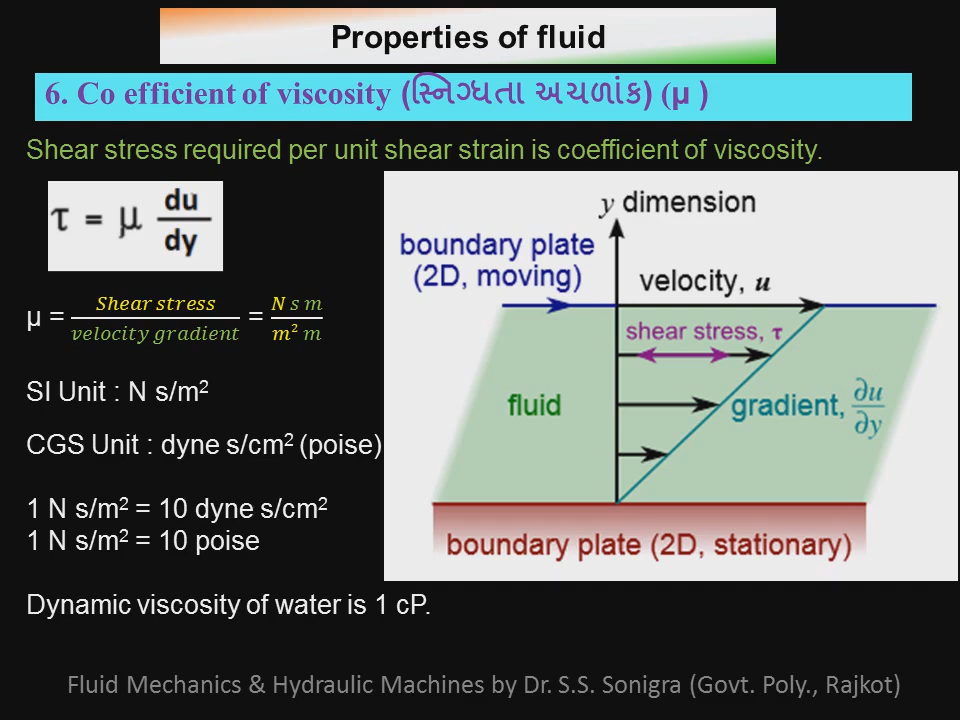 Properties of fluid
6. Co efficient of viscosity (સ્નિગ્ધતા અચળાંક) (µ )
Shear stress required per unit shear strain is coefficient of viscosity.
τ = µ du/dy
µ = Shear stress/velocity gradient = N s m/m² m
SI Unit : N s/m²
CGS Unit : dyne s/cm² (poise)
1 N s/m² = 10 dyne s/cm²
1 N s/m² = 10 poise
Dynamic viscosity of water is 1 cP.
y dimension
boundary plate
(2D, moving)
velocity, u
shear stress, τ
fluid
gradient, ∂u/∂y
boundary plate (2D, stationary)
Fluid Mechanics & Hydraulic Machines by Dr. S.S. Sonigra (Govt. Poly., Rajkot)